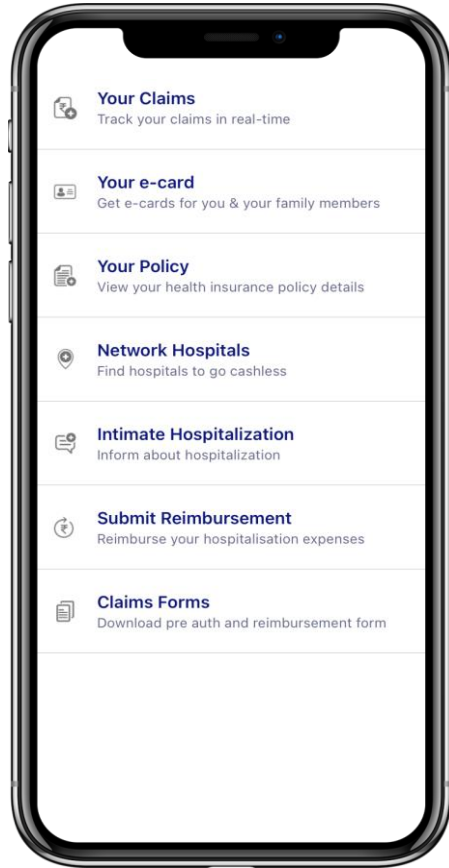 Your Claims
Track your claims in real-time
Your e-card
Get e-cards for you & your family members
Your Policy
View your health insurance policy details
Network Hospitals
Find hospitals to go cashless
Intimate Hospitalization
Inform about hospitalization
Submit Reimbursement
Reimburse your hospitalisation expenses
Claims Forms
Download pre auth and reimbursement form